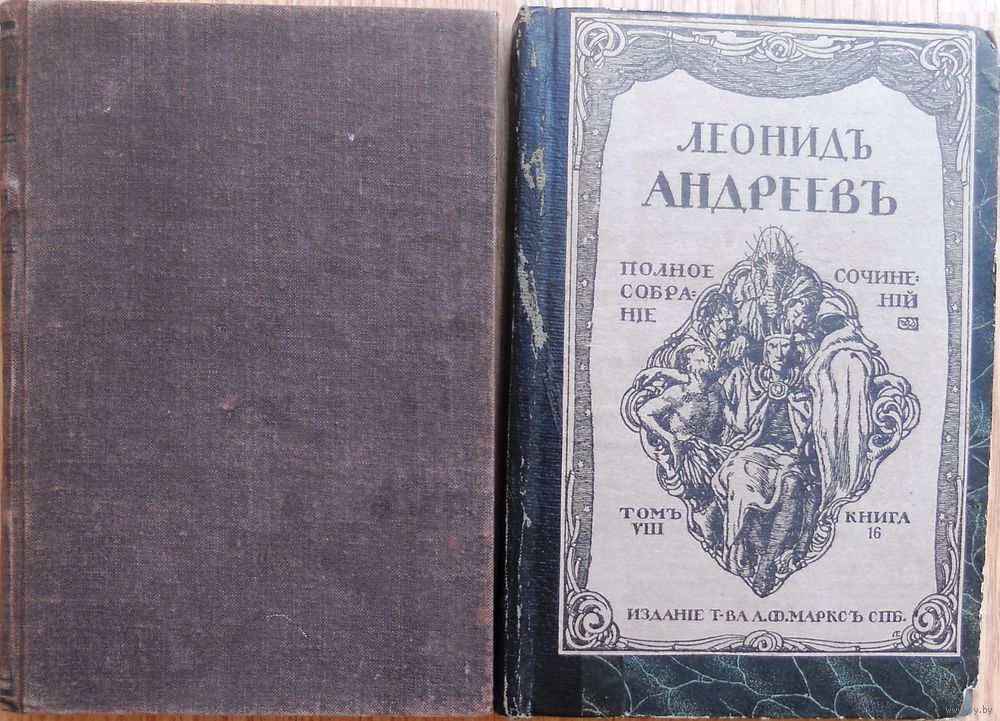 ЛЕОНИДЪ
АНДРЕЕВЪ
ПОЛНОЕ
СОБРА-
НІЕ
СОЧИНЕ-
НІЙ
ТОМЪ
VIII
КНИГА
16
ИЗДАНІЕ Т-ВА А.Ф.МАРКСЪ СПБ.